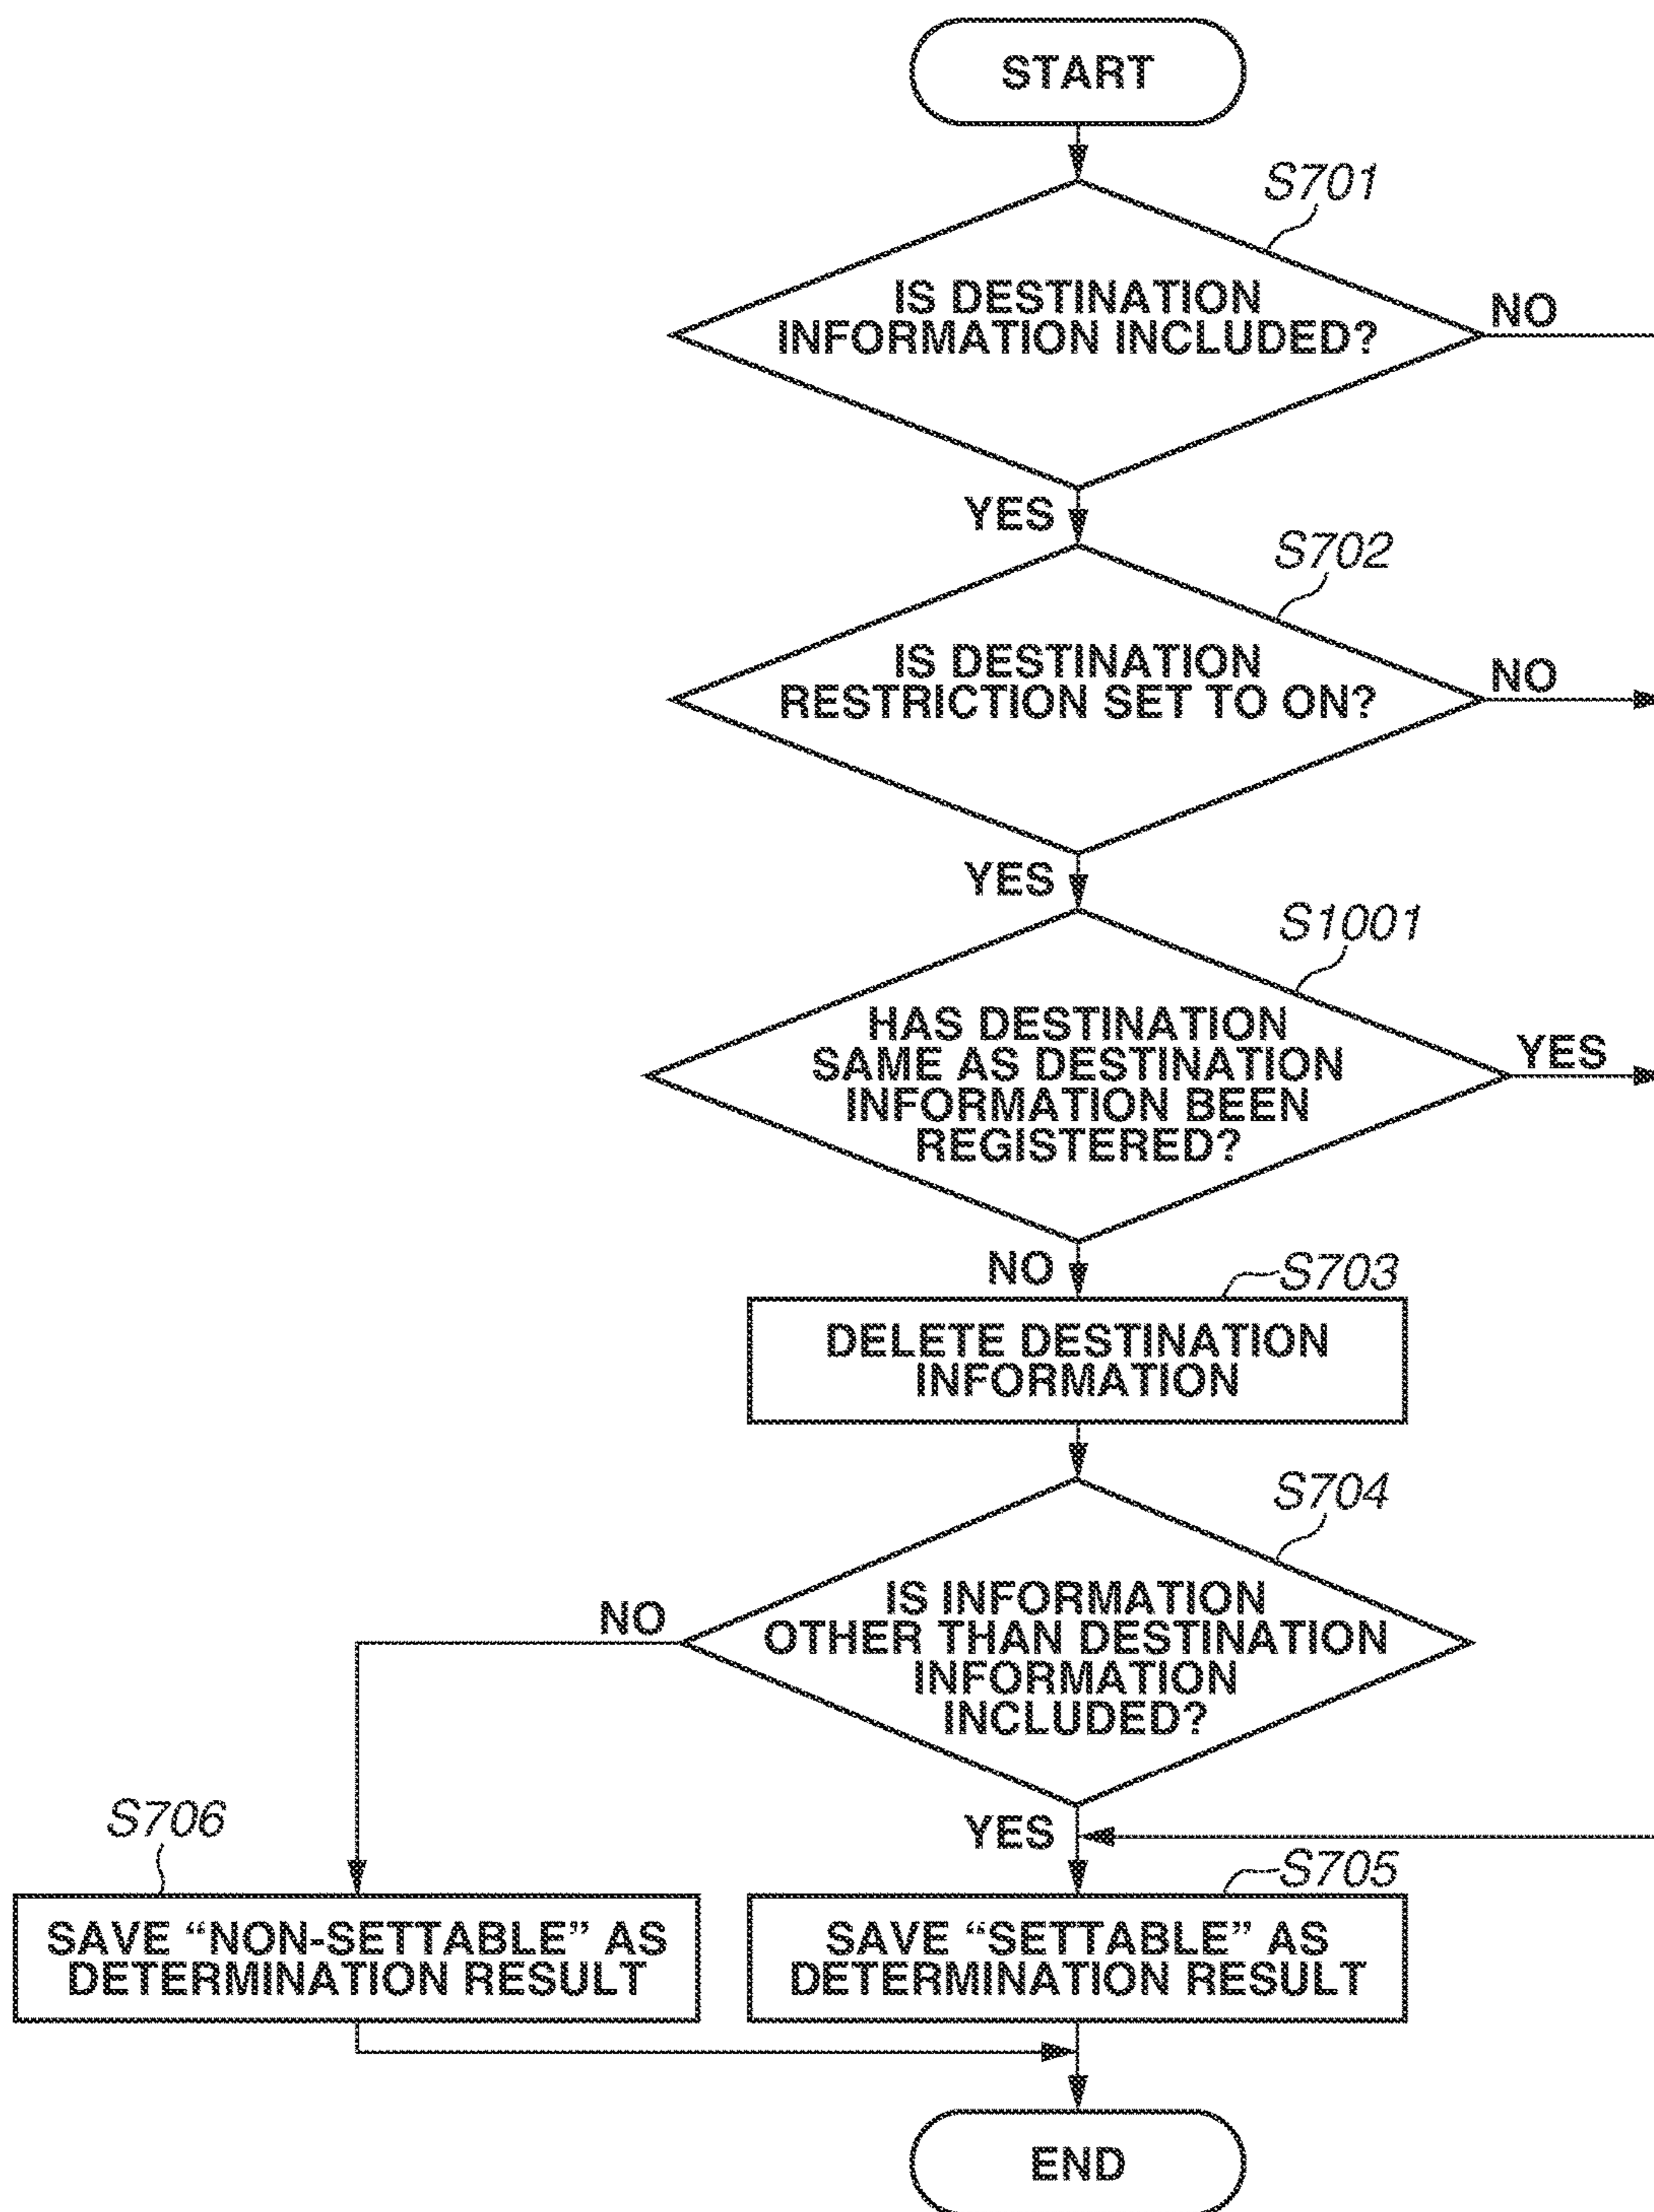 START
S701
IS DESTINATION
INFORMATION INCLUDED?
NO
YES
S702
IS DESTINATION
RESTRICTION SET TO ON?
NO
YES
S1001
HAS DESTINATION
SAME AS DESTINATION
INFORMATION BEEN
REGISTERED?
YES
NO
S703
DELETE DESTINATION
INFORMATION
S704
IS INFORMATION
OTHER THAN DESTINATION
INFORMATION
INCLUDED?
NO
YES
S706
SAVE “NON-SETTABLE” AS
DETERMINATION RESULT
S705
SAVE “SETTABLE” AS
DETERMINATION RESULT
END